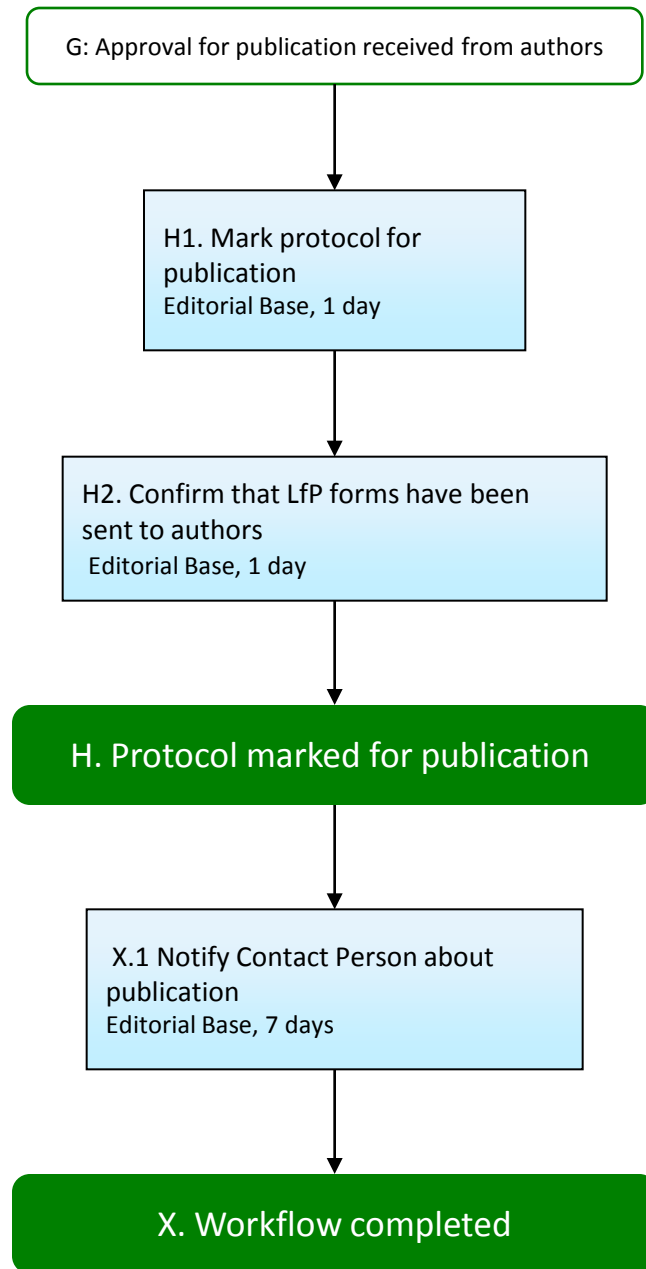 G: Approval for publication received from authors
H1. Mark protocol for
publication
Editorial Base, 1 day
H2. Confirm that LfP forms have been
sent to authors
Editorial Base, 1 day
H. Protocol marked for publication
X.1 Notify Contact Person about
publication
Editorial Base, 7 days
X. Workflow completed